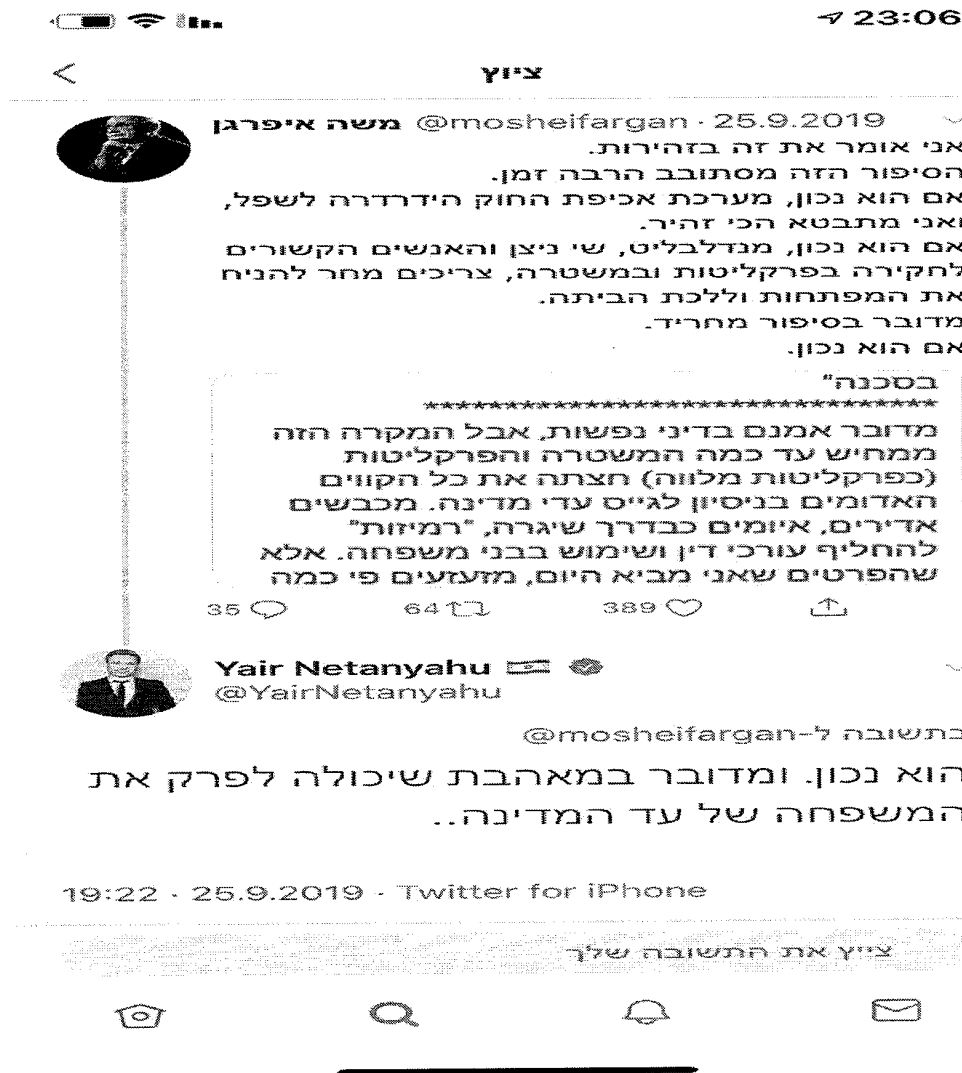 23:06
ציוץ
משה איפרגן @mosheifargan · 25.9.2019
אני אומר את זה בזהירות.
הסיפור הזה מסתובב הרבה זמן.
אם הוא נכון, מערכת אכיפת החוק הידרדרה לשפל,
ואני מתבטא הכי זהיר.
אם הוא נכון, מנדלבליט, שי ניצן והאנשים הקשורים
לחקירה בפרקליטות ובמשטרה, צריכים מחר להניח
את המפתחות וללכת הביתה.
מדובר בסיפור מחריד.
אם הוא נכון.
בסכנה"
********************************
מדובר אמנם בדיני נפשות, אבל המקרה הזה
ממחיש עד כמה המשטרה והפרקליטות
(כפרקליטות מלווה) חצתה את כל הקווים
האדומים בניסיון לגייס עדי מדינה. מכבשים
אדירים, איומים כבדרך שיגרה, "רמיזות"
להחליף עורכי דין ושימוש בבני משפחה. אלא
שהפרטים שאני מביא היום, מזעזעים פי כמה
35 64 389
Yair Netanyahu
@YairNetanyahu
בתשובה ל-@mosheifargan
הוא נכון. ומדובר במאהבת שיכולה לפרק את
המשפחה של עד המדינה..
19:22 · 25.9.2019 · Twitter for iPhone
צייץ את התשובה שלך